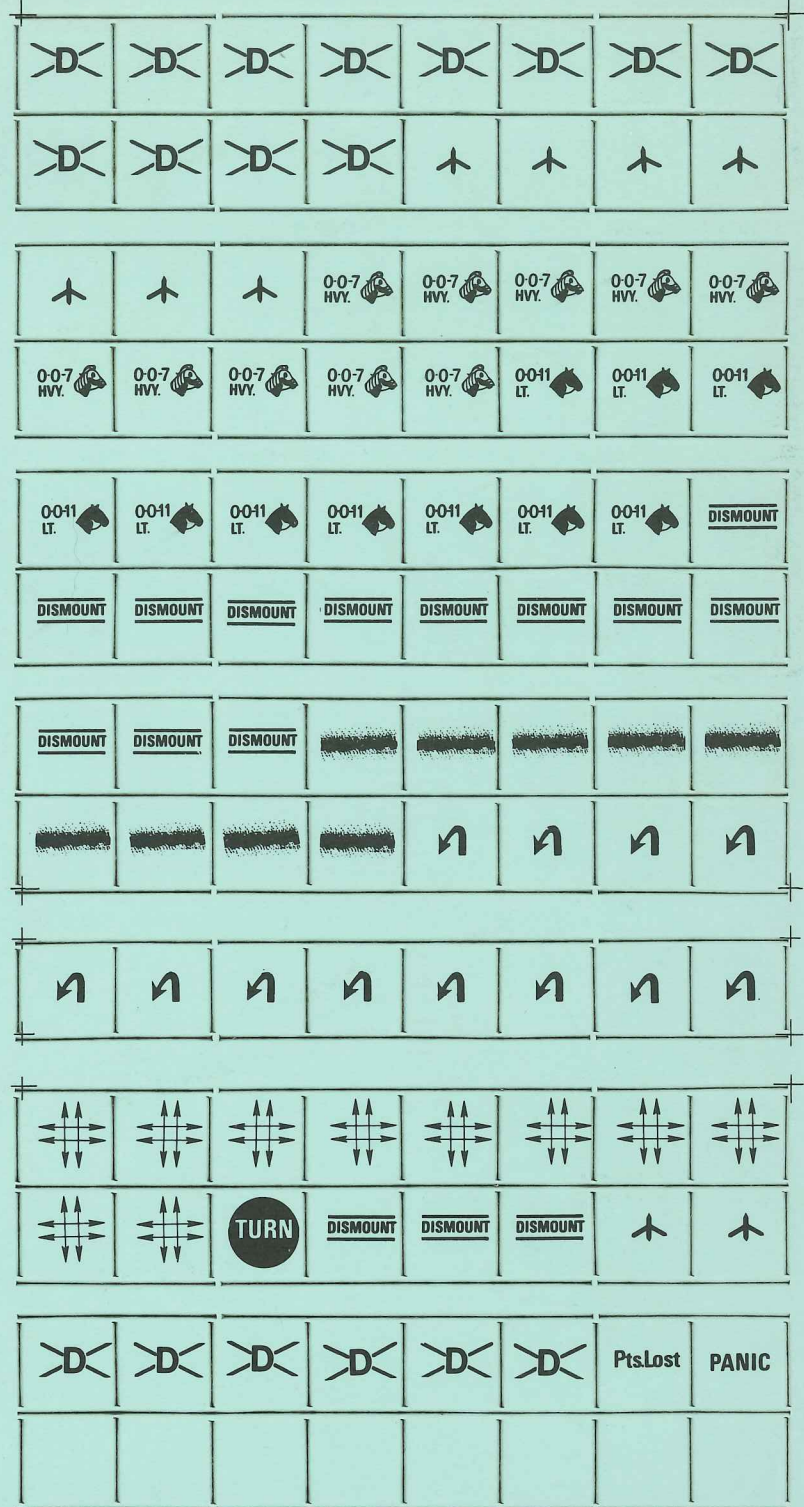 D D D D D D D D
D D D D
0-0-7 0-0-7 0-0-7 0-0-7 0-0-7
HVY. HVY. HVY. HVY. HVY.
0-0-7 0-0-7 0-0-7 0-0-7 0-0-7 0-0-11 0-0-11 0-0-11
HVY. HVY. HVY. HVY. HVY. LT. LT. LT.
0-0-11 0-0-11 0-0-11 0-0-11 0-0-11 0-0-11 0-0-11 DISMOUNT
LT. LT. LT. LT. LT. LT. LT.
DISMOUNT DISMOUNT DISMOUNT DISMOUNT DISMOUNT DISMOUNT DISMOUNT DISMOUNT
DISMOUNT DISMOUNT DISMOUNT
TURN DISMOUNT DISMOUNT DISMOUNT
D D D D D D Pts.Lost PANIC